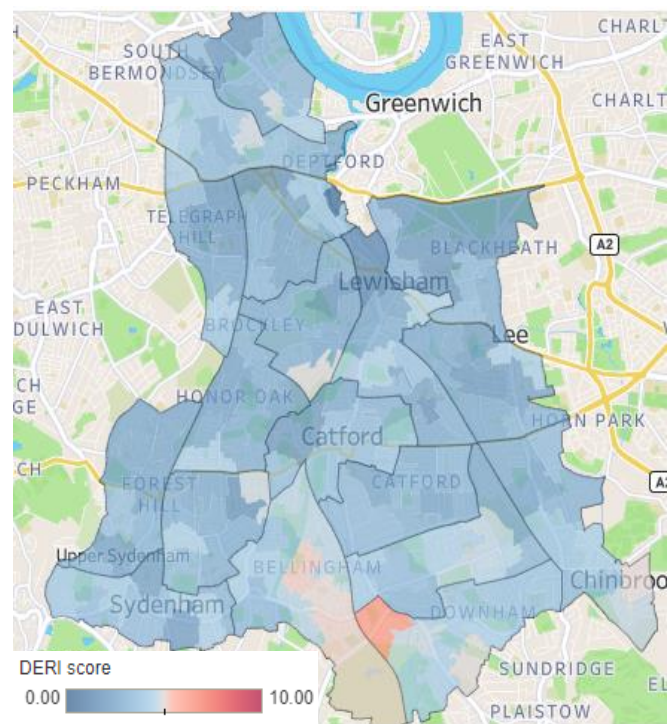 CHARLT
SOUTH
BERMONDSEY
EAST
GREENWICH
Greenwich
CHARLT
DEPTFORD
PECKHAM
TELEGRAPH
HILL
BLACKHEATH
A2
Lewisham
EAST
DULWICH
BROCKLEY
Lee
HONOR OAK
HORN PARK
Catford
CATFORD
FOREST
HILL
Upper Sydenham
BELLINGHAM
Chinbroo
Sydenham
DOWNHAM
DERI score
0.00
10.00
SUNDRIDGE
PLAISTOW